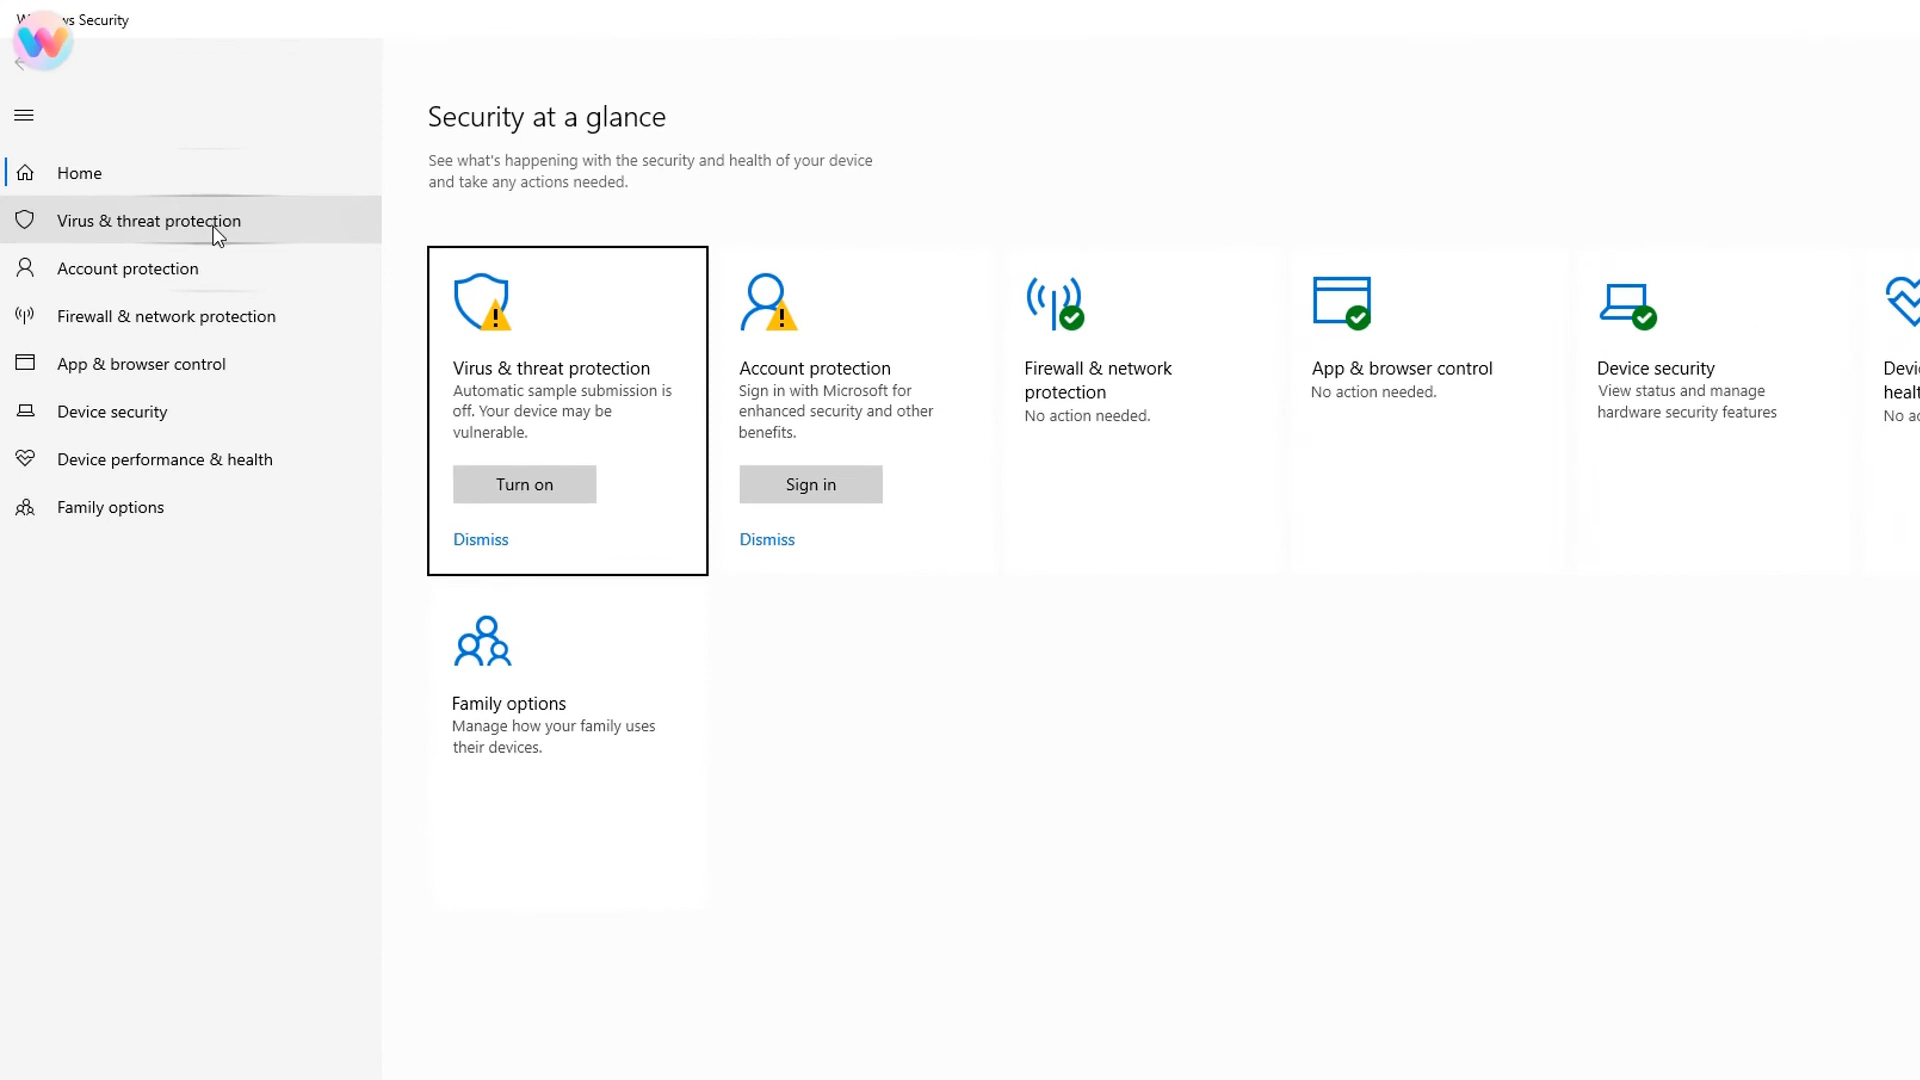 Security
Home
Virus & threat protection
Account protection
Firewall & network protection
App & browser control
Device security
Device performance & health
Family options
Security at a glance
See what's happening with the security and health of your device
and take any actions needed.
Virus & threat protection
Automatic sample submission is
off. Your device may be
vulnerable.
Turn on
Dismiss
Account protection
Sign in with Microsoft for
enhanced security and other
benefits.
Sign in
Dismiss
Firewall & network
protection
No action needed.
App & browser control
No action needed.
Device security
View status and manage
hardware security features
No
Family options
Manage how your family uses
their devices.